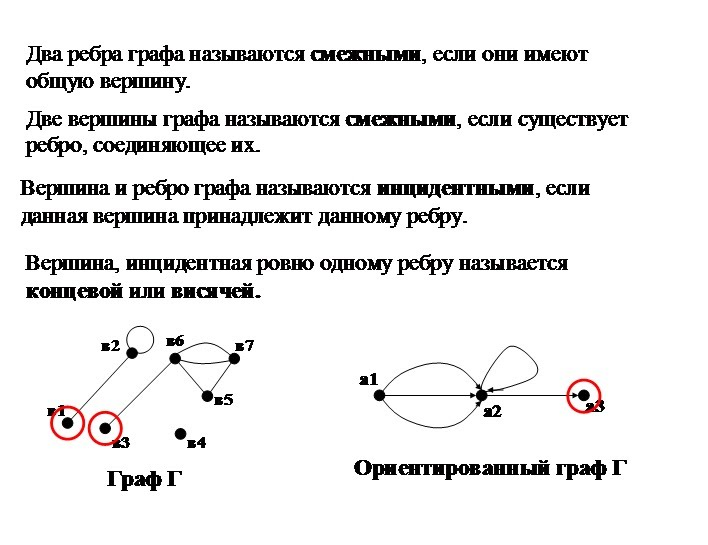 Два ребра графа называются смежными, если они имеют
общую вершину.
Две вершины графа называются смежными, если существует
ребро, соединяющее их.
Вершина и ребро графа называются инцидентными, если
данная вершина принадлежит данному ребру.
Вершина, инцидентная ровно одному ребру называется
концевой или висячей.
в2
в6
в7
в1
в5
в3
в4
Граф Г
а1
а2
а3
Ориентированный граф Г